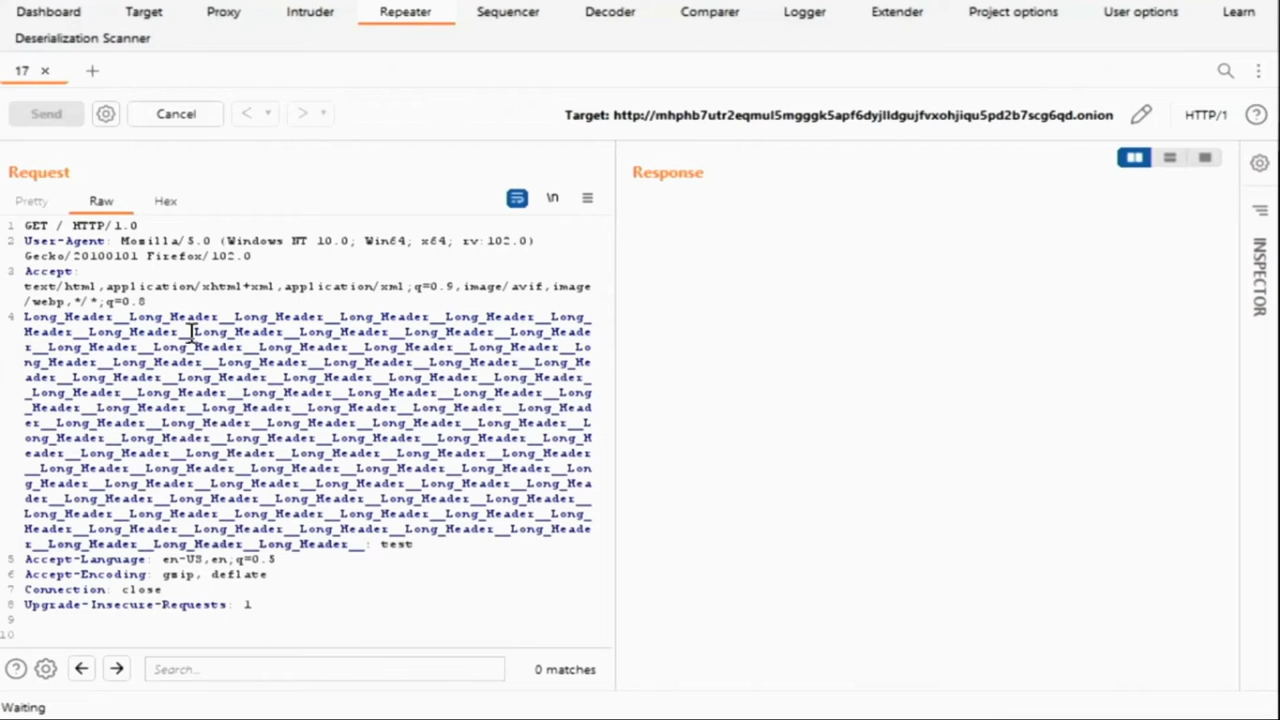 Dashboard Target Proxy Intruder Repeater Sequencer Decoder Comparer Logger Extender Project options User options Learn
Deserialization Scanner
17 × +
Send Cancel < >
Target: http://mhphb7utr2eqmul5mgggk5apf6dyjlldgujfvxohjiqu5pd2b7scg6qd.onion HTTP/1
Request
Pretty Raw Hex \n
1 GET / HTTP/1.0
2 User-Agent: Mozilla/5.0 (Windows NT 10.0; Win64; x64; rv:102.0)
Gecko/20100101 Firefox/102.0
3 Accept:
text/html,application/xhtml+xml,application/xml;q=0.9,image/avif,image
/webp,*/*;q=0.8
4 Long_Header__Long_Header__Long_Header__Long_Header__Long_Header__Long_
Header__Long_Header__Long_Header__Long_Header__Long_Header__Long_Heade
r__Long_Header__Long_Header__Long_Header__Long_Header__Long_Header__Lo
ng_Header__Long_Header__Long_Header__Long_Header__Long_Header__Long_He
ader__Long_Header__Long_Header__Long_Header__Long_Header__Long_Header_
_Long_Header__Long_Header__Long_Header__Long_Header__Long_Header__Long
_Header__Long_Header__Long_Header__Long_Header__Long_Header__Long_Head
er__Long_Header__Long_Header__Long_Header__Long_Header__Long_Header__L
ong_Header__Long_Header__Long_Header__Long_Header__Long_Header__Long_H
eader__Long_Header__Long_Header__Long_Header__Long_Header__Long_Header
__Long_Header__Long_Header__Long_Header__Long_Header__Long_Header__Lon
g_Header__Long_Header__Long_Header__Long_Header__Long_Header__Long_Hea
der__Long_Header__Long_Header__Long_Header__Long_Header__Long_Header__
Long_Header__Long_Header__Long_Header__Long_Header__Long_Header__Long_
Header__Long_Header__Long_Header__Long_Header__Long_Header__Long_Heade
r__Long_Header__Long_Header__Long_Header__: test
5 Accept-Language: en-US,en;q=0.5
6 Accept-Encoding: gzip, deflate
7 Connection: close
8 Upgrade-Insecure-Requests: 1
9
10
Search... 0 matches
Response
INSPECTOR
Waiting